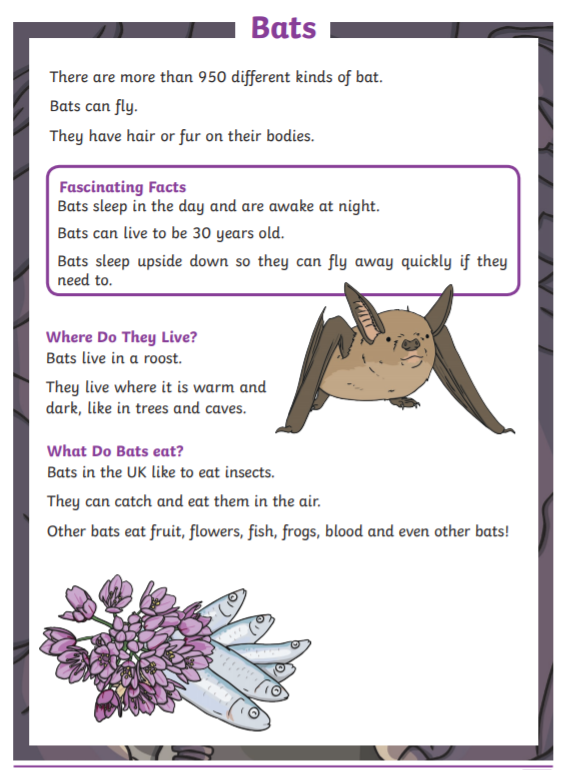 Bats
There are more than 950 different kinds of bat.
Bats can fly.
They have hair or fur on their bodies.
Fascinating Facts
Bats sleep in the day and are awake at night.
Bats can live to be 30 years old.
Bats sleep upside down so they can fly away quickly if they
need to.
Where Do They Live?
Bats live in a roost.
They live where it is warm and
dark, like in trees and caves.
What Do Bats eat?
Bats in the UK like to eat insects.
They can catch and eat them in the air.
Other bats eat fruit, flowers, fish, frogs, blood and even other bats!